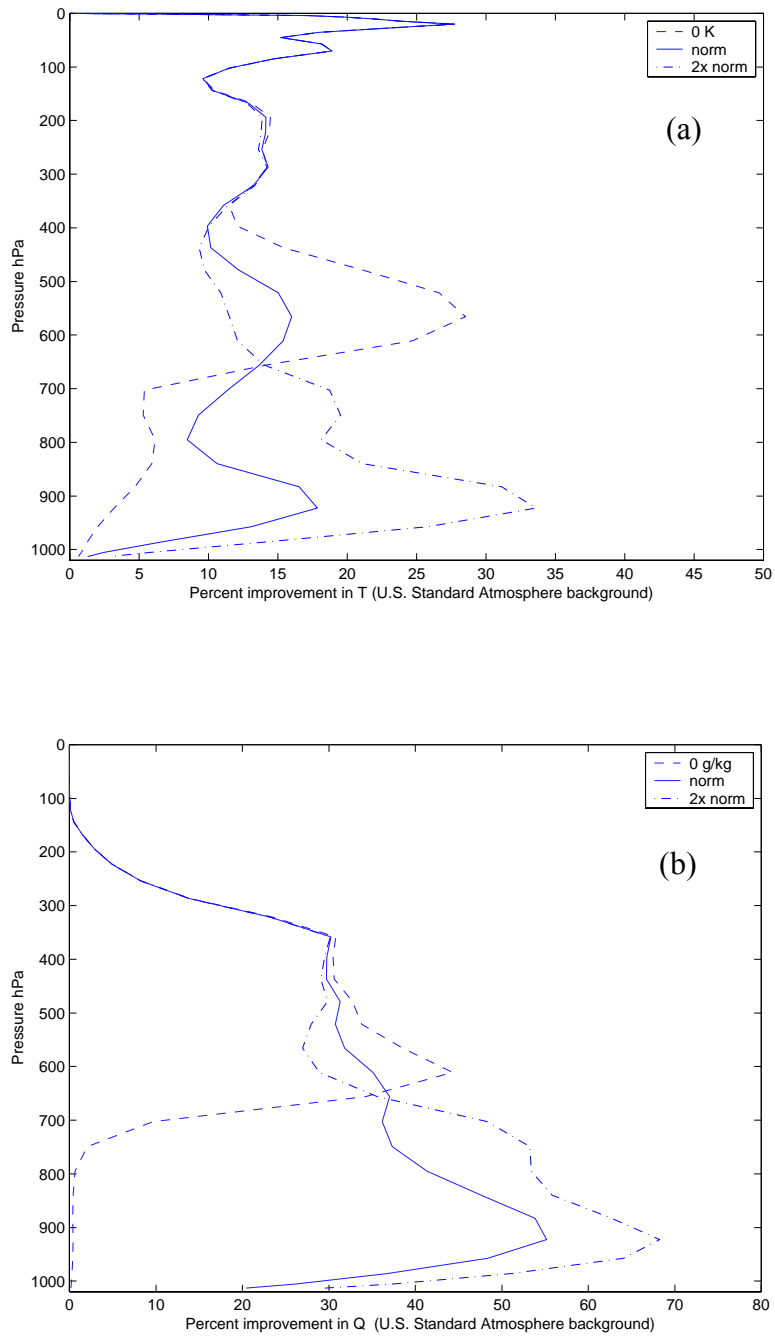 0
100
200
300
400
500
600
700
800
900
1000
Pressure hPa
0 K
norm
2x norm
(a)
0 5 10 15 20 25 30 35 40 45 50
Percent improvement in T (U.S. Standard Atmosphere background)
0
100
200
300
400
500
600
700
800
900
1000
Pressure hPa
0 g/kg
norm
2x norm
(b)
0 10 20 30 40 50 60 70 80
Percent improvement in Q (U.S. Standard Atmosphere background)